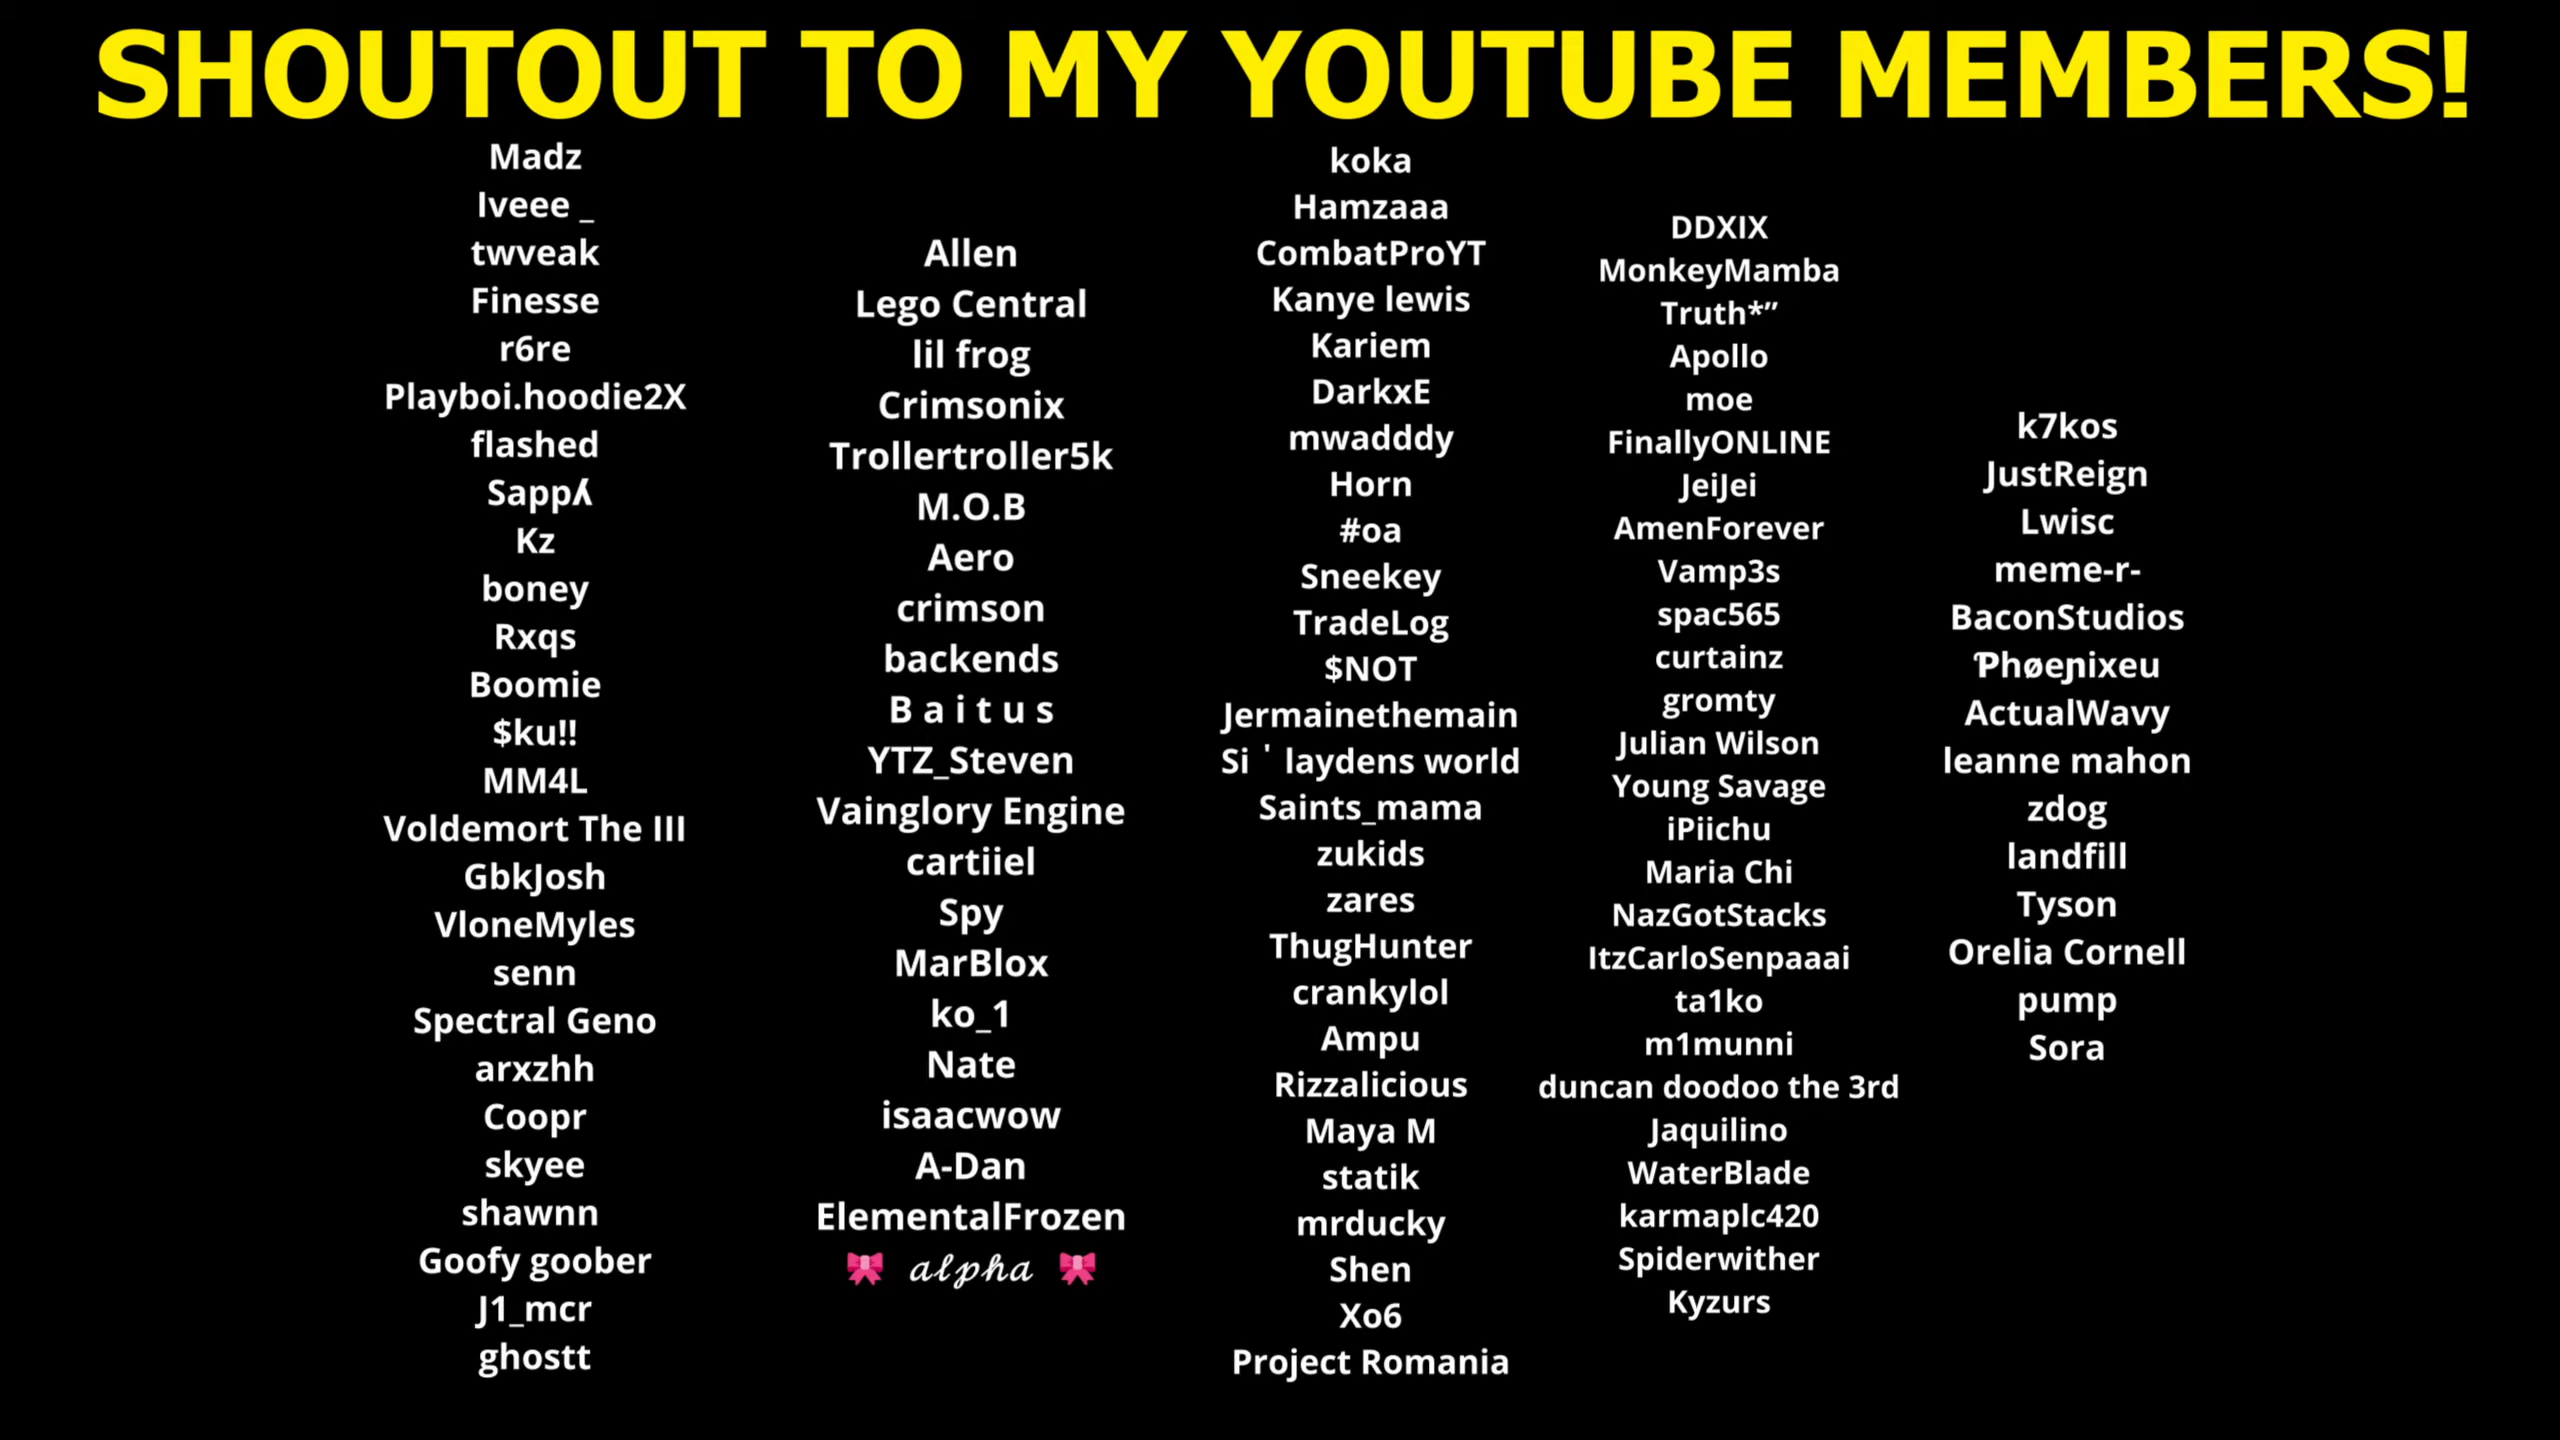 SHOUTOUT TO MY YOUTUBE MEMBERS!
Madz
Iveee _
twveak
Finesse
r6re
Playboi.hoodie2X
flashed
Sappʎ
Kz
boney
Rxqs
Boomie
$ku!!
MM4L
Voldemort The III
GbkJosh
VloneMyles
senn
Spectral Geno
arxzhh
Coopr
skyee
shawnn
Goofy goober
J1_mcr
ghostt
Allen
Lego Central
lil frog
Crimsonix
Trollertroller5k
M.O.B
Aero
crimson
backends
B a i t u s
YTZ_Steven
Vainglory Engine
cartiiel
Spy
MarBlox
ko_1
Nate
isaacwow
A-Dan
ElementalFrozen
🎀 𝓪𝓵𝓹𝓱𝓪 🎀
koka
Hamzaaa
CombatProYT
Kanye lewis
Kariem
DarkxE
mwadddy
Horn
#oa
Sneekey
TradeLog
$NOT
Jermainethemain
Si ' laydens world
Saints_mama
zukids
zares
ThugHunter
crankylol
Ampu
Rizzalicious
Maya M
statik
mrducky
Shen
Xo6
Project Romania
DDXIX
MonkeyMamba
Truth*”
Apollo
moe
FinallyONLINE
JeiJei
AmenForever
Vamp3s
spac565
curtainz
gromty
Julian Wilson
Young Savage
iPiichu
Maria Chi
NazGotStacks
ItzCarloSenpaaai
ta1ko
m1munni
duncan doodoo the 3rd
Jaquilino
WaterBlade
karmaplc420
Spiderwither
Kyzurs
k7kos
JustReign
Lwisc
meme-r-
BaconStudios
Ƥhøeɲixeu
ActualWavy
leanne mahon
zdog
landfill
Tyson
Orelia Cornell
pump
Sora